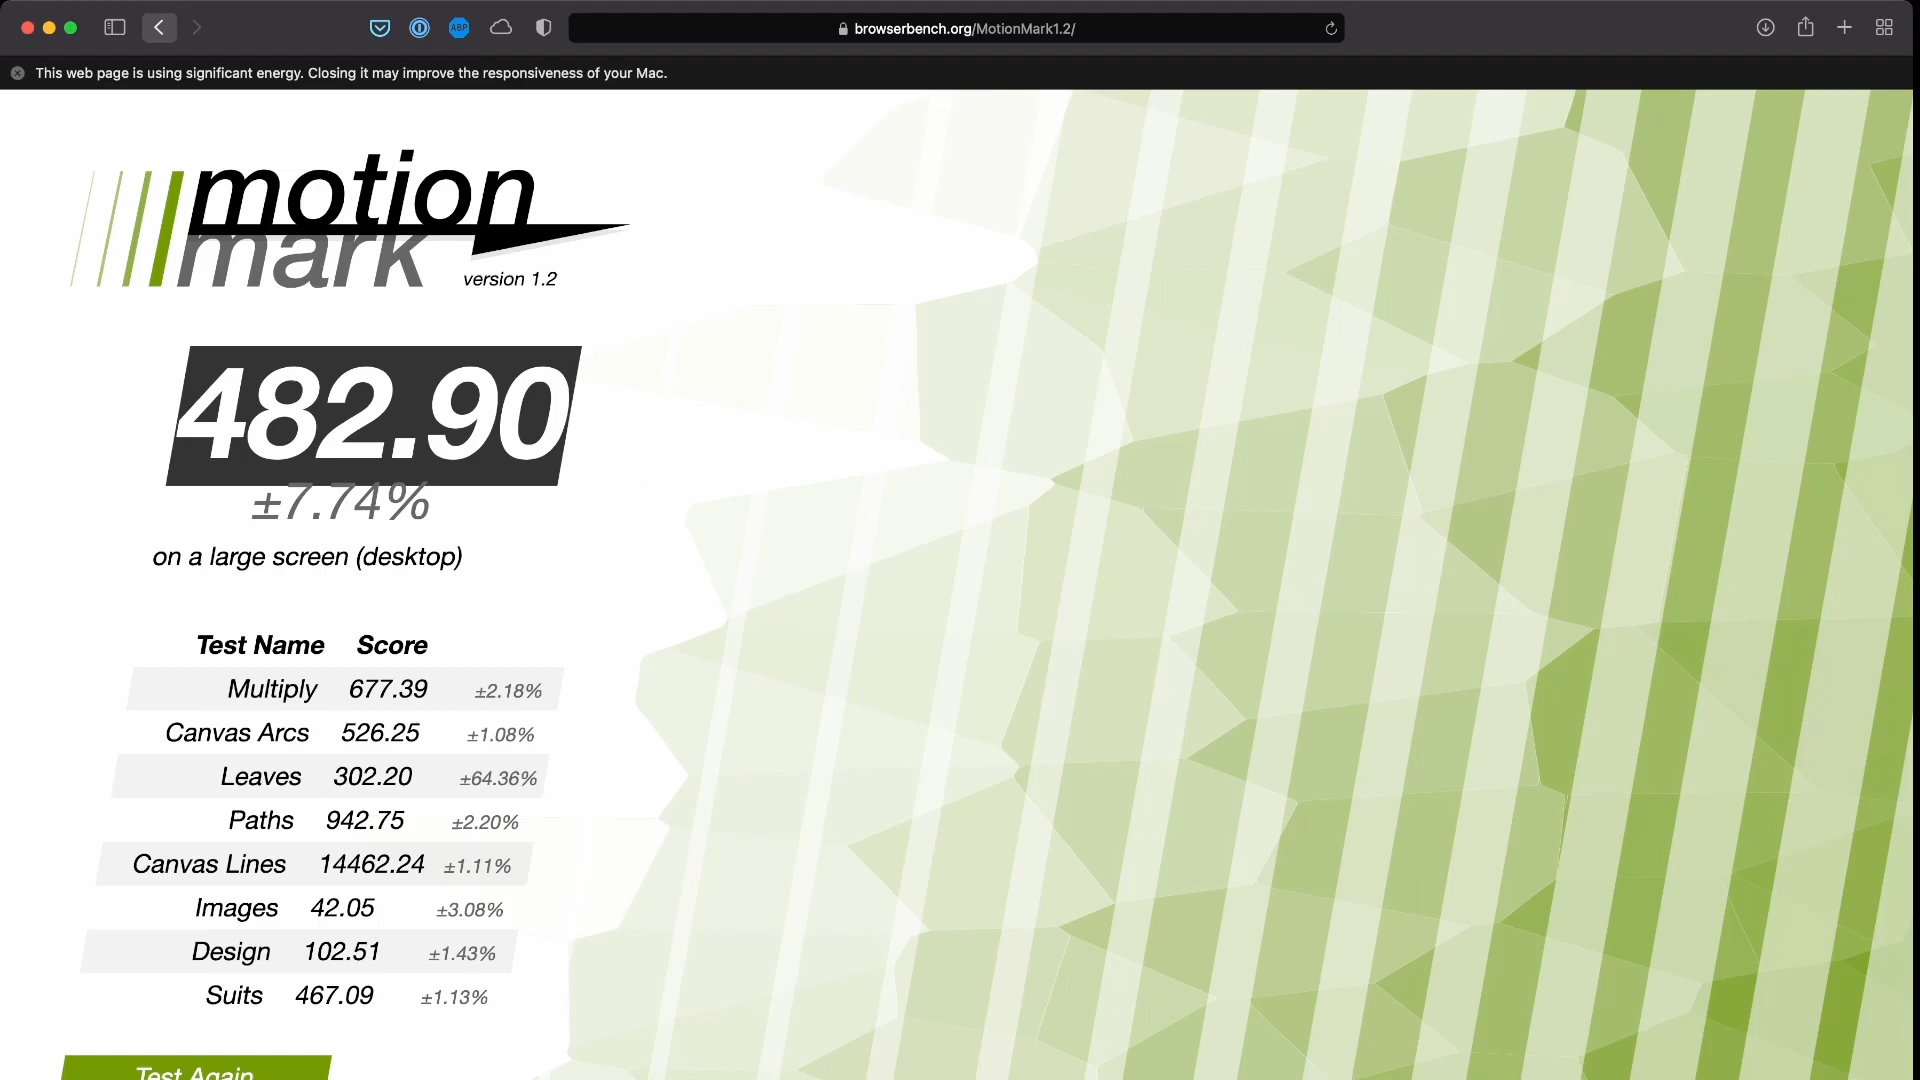 browserbench.org/MotionMark1.2/
This web page is using significant energy. Closing it may improve the responsiveness of your Mac.
motion
mark
version 1.2
482.90
±7.74%
on a large screen (desktop)
Test Name Score
Multiply 677.39 ±2.18%
Canvas Arcs 526.25 ±1.08%
Leaves 302.20 ±64.36%
Paths 942.75 ±2.20%
Canvas Lines 14462.24 ±1.11%
Images 42.05 ±3.08%
Design 102.51 ±1.43%
Suits 467.09 ±1.13%
Test Again
ABP